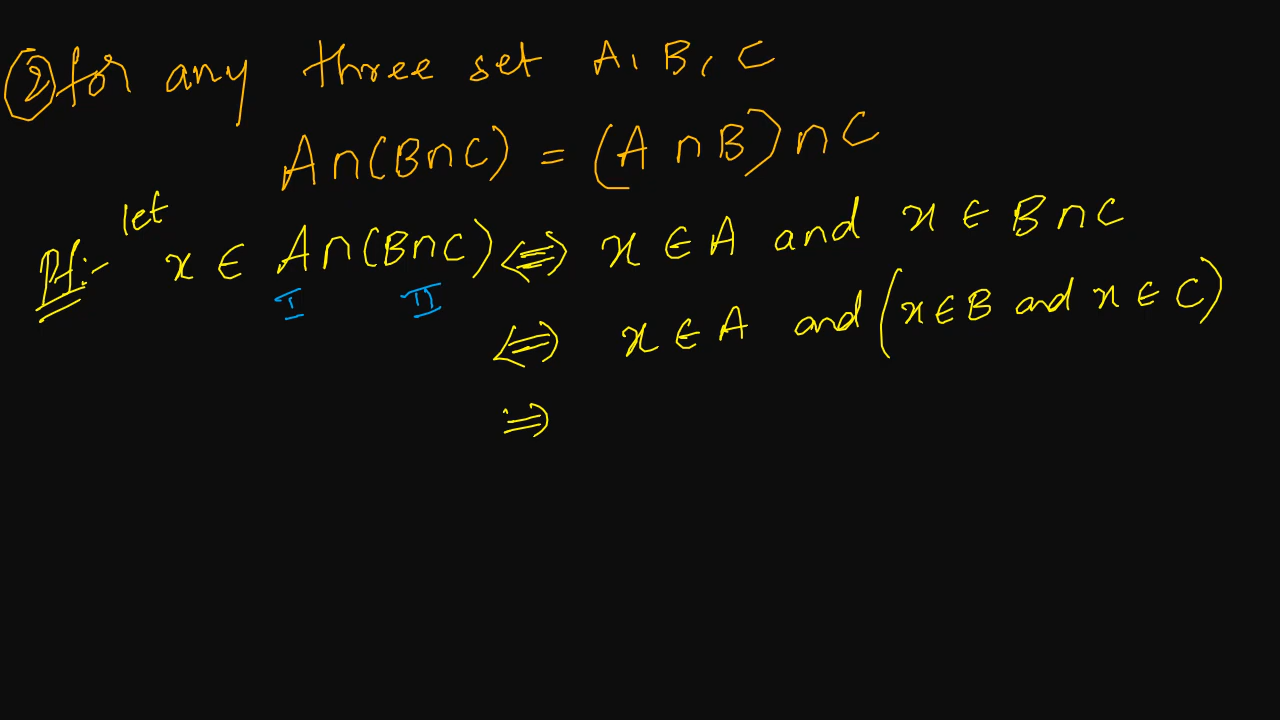 ② for any three set A, B, C
A∩(B∩C) = (A∩B)∩C
Pf:- let x ∈ A∩(B∩C) ⇔ x ∈ A and x ∈ B∩C
I II
⇔ x ∈ A and (x∈B and x ∈ C)
⇒